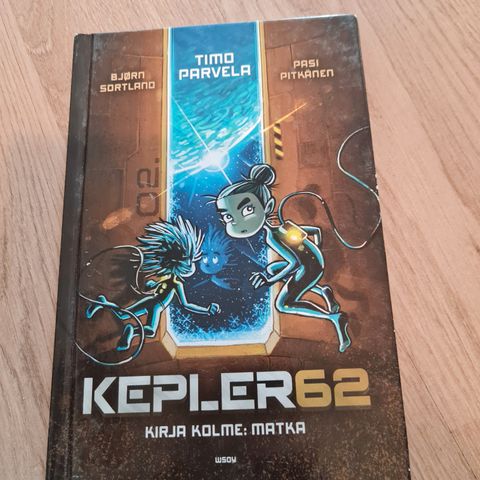 TIMO
PARVELA
BJØRN
SORTLAND
PASI
PITKÄNEN
KEPLER62
KIRJA KOLME: MATKA
WSOY